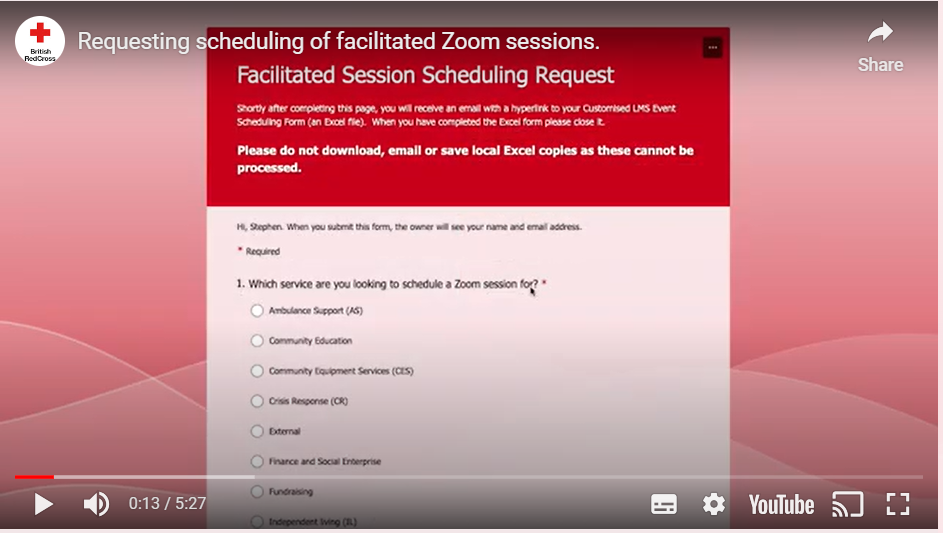 British
RedCross
Requesting scheduling of facilitated Zoom sessions.
Share
Facilitated Session Scheduling Request
Shortly after completing this page, you will receive an email with a hyperlink to your Customised LMS Event
Scheduling Form (an Excel file). When you have completed the Excel form please close it.
Please do not download, email or save local Excel copies as these cannot be
processed.
Hi, Stephen. When you submit this form, the owner will see your name and email address.
* Required
1. Which service are you looking to schedule a Zoom session for? *
Ambulance Support (AS)
Community Education
Community Equipment Services (CES)
Crisis Response (CR)
External
Finance and Social Enterprise
Fundraising
Independent living (IL)
0:13 / 5:27
YouTube